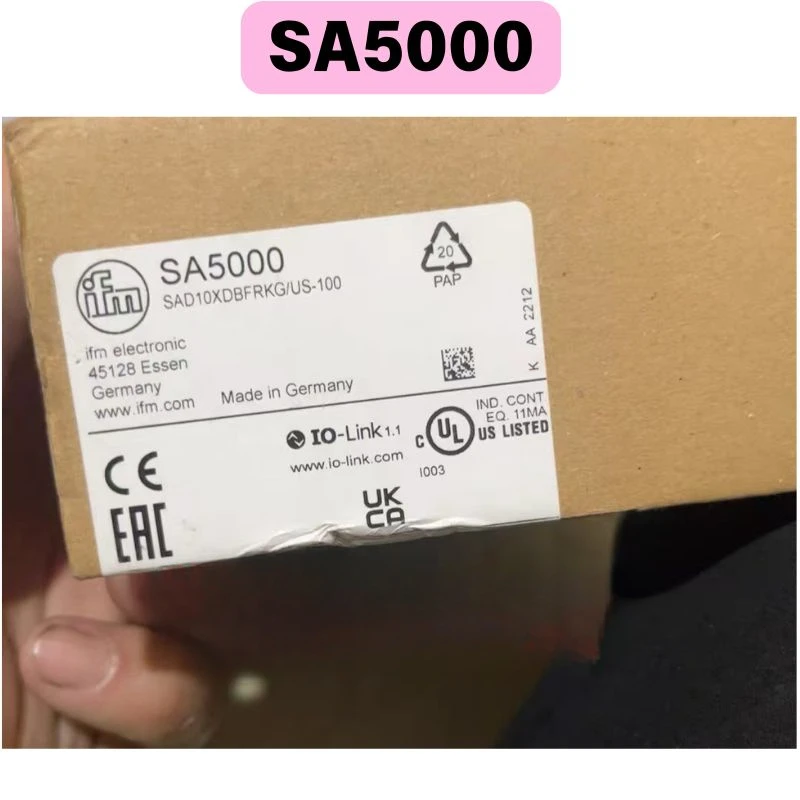 SA5000
ifm
SA5000
SAD10XDBFRKG/US-100
20
PAP
ifm electronic
45128 Essen
Germany
www.ifm.com
Made in Germany
K AA 2212
IO-Link 1.1
www.io-link.com
C UL US LISTED
IND. CONT
EQ. 11MA
I003
CE
EAC
UK
CA